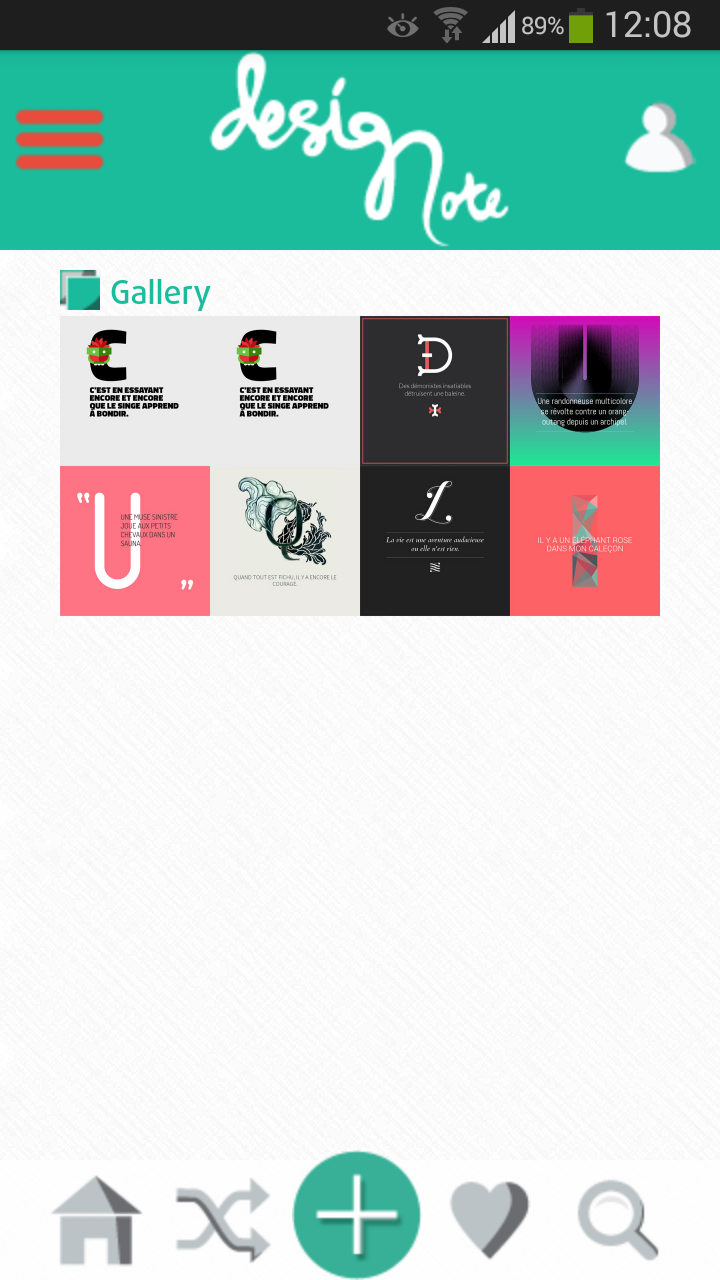 89% 12:08
design
note
Gallery
C
C'EST EN ESSAYANT
ENCORE ET ENCORE
QUE LE SINGE APPREND
À BONDIR.
C
C'EST EN ESSAYANT
ENCORE ET ENCORE
QUE LE SINGE APPREND
À BONDIR.
D
Des démonistes insatiables
détruisent une baleine.
U
Une randonneuse multicolore
se révolte contre un orang-
outang depuis un archipel.
"U
UNE MUSE SINISTRE
JOUE AUX PETITS
CHEVAUX DANS UN
SAUNA.
"
Q
QUAND TOUT EST FICHU, IL Y A ENCORE LE
COURAGE.
L
La vie est une aventure audacieuse
ou elle n'est rien.
I
IL Y A UN ÉLÉPHANT ROSE
DANS MON CALEÇON